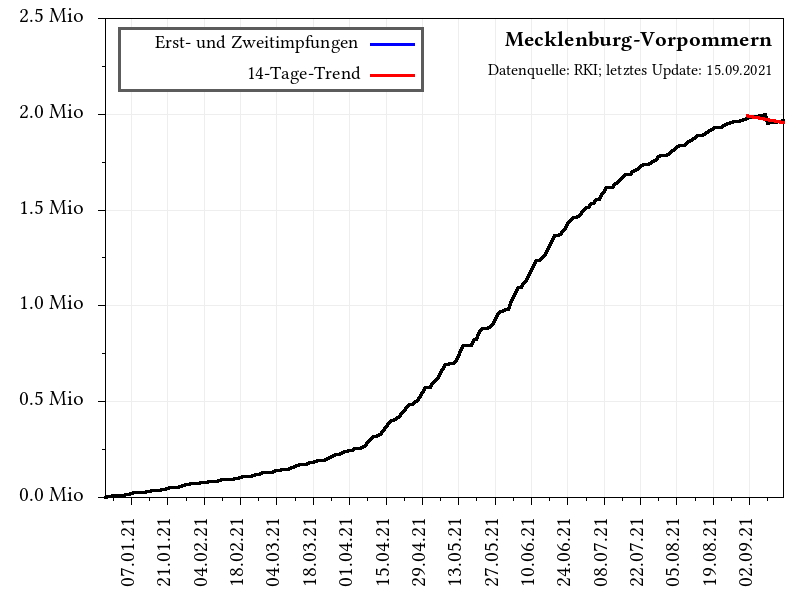 2.5 Mio
Erst- und Zweitimpfungen
14-Tage-Trend
Mecklenburg-Vorpommern
Datenquelle: RKI; letztes Update: 15.09.2021
2.0 Mio
1.5 Mio
1.0 Mio
0.5 Mio
0.0 Mio
07.01.21
21.01.21
04.02.21
18.02.21
04.03.21
18.03.21
01.04.21
15.04.21
29.04.21
13.05.21
27.05.21
10.06.21
24.06.21
08.07.21
22.07.21
05.08.21
19.08.21
02.09.21